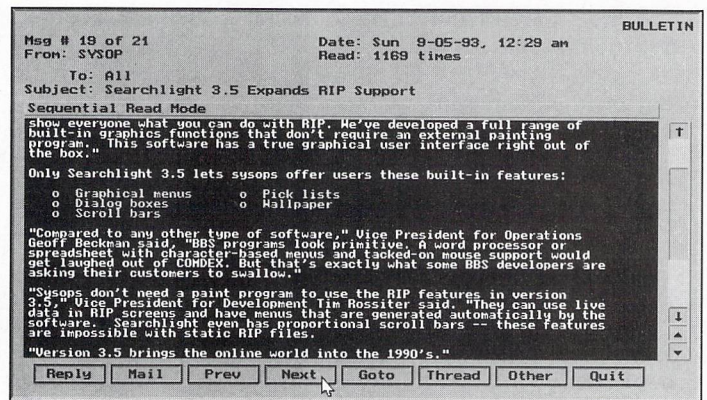 BULLETIN
Msg # 19 of 21 Date: Sun 9-05-93, 12:29 am
From: SYSOP Read: 1169 times
To: All
Subject: Searchlight 3.5 Expands RIP Support
Sequential Read Mode
show everyone what you can do with RIP. We've developed a full range of
built-in graphics functions that don't require an external painting
program. This software has a true graphical user interface right out of
the box."
Only Searchlight 3.5 lets sysops offer users these built-in features:
o Graphical menus o Pick lists
o Dialog boxes o Wallpaper
o Scroll bars
"Compared to any other type of software," Vice President for Operations
Geoff Beckman said, "BBS programs look primitive. A word processor or
spreadsheet with character-based menus and tacked-on mouse support would
get laughed out of COMDEX. But that's exactly what some BBS developers are
asking their customers to swallow."
"Sysops don't need a paint program to use the RIP features in version
3.5," Vice President for Development Tim Rossiter said. "They can use live
data in RIP screens and have menus that are generated automatically by the
software. Searchlight even has proportional scroll bars -- these features
are impossible with static RIP files.
"Version 3.5 brings the online world into the 1990's."
Reply Mail Prev Next Goto Thread Other Quit